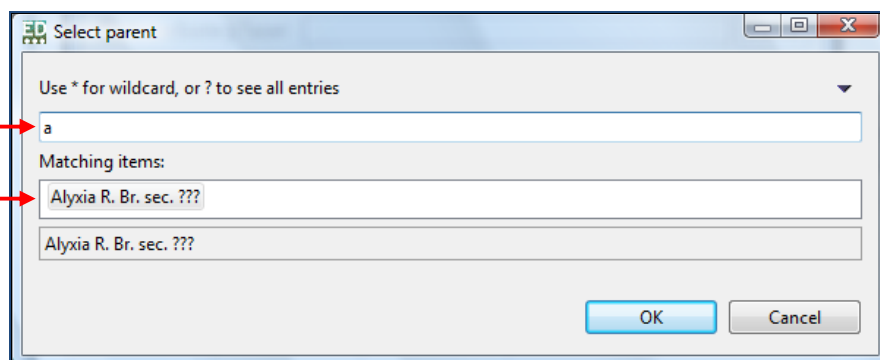 Select parent
Use * for wildcard, or ? to see all entries
a
Matching items:
Alyxia R. Br. sec. ???
Alyxia R. Br. sec. ???
OK Cancel